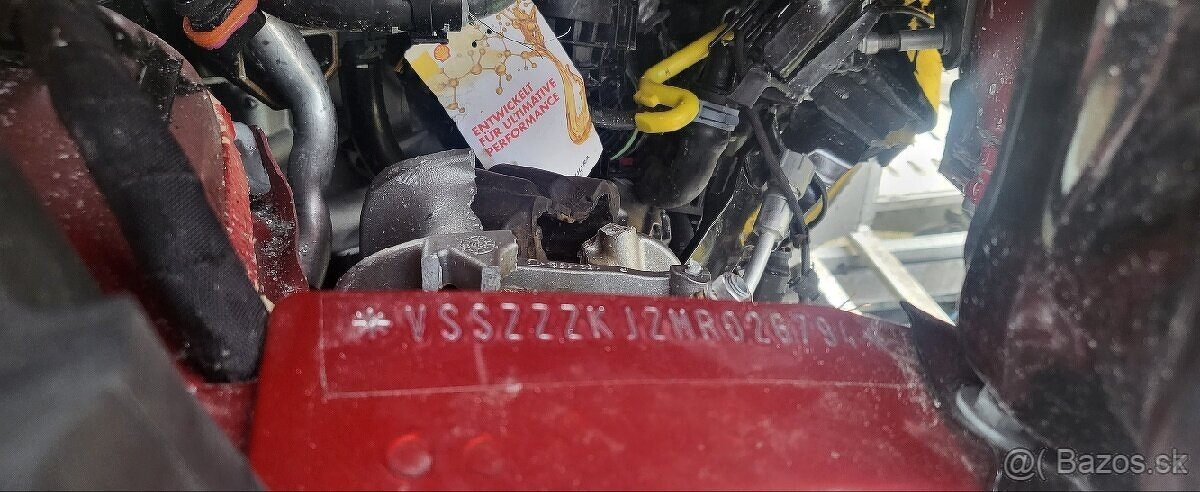 ENTWICKELT
FÜR ULTIMATIVE
PERFORMANCE
*VSSZZZKJZMR02679
@( Bazos.sk